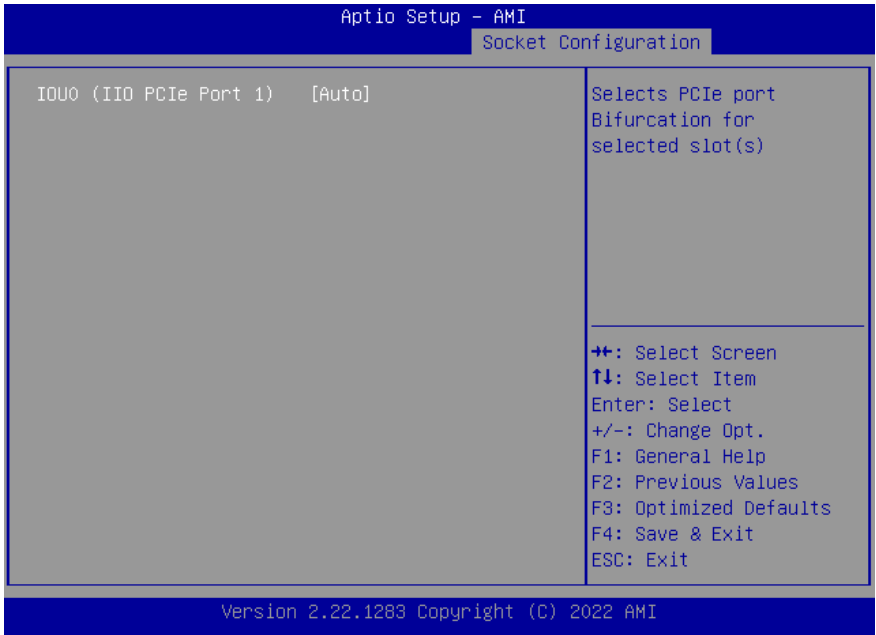 Aptio Setup – AMI
Socket Configuration
IOU0 (IIO PCIe Port 1) [Auto]
Selects PCIe port
Bifurcation for
selected slot(s)
→←: Select Screen
↑↓: Select Item
Enter: Select
+/-: Change Opt.
F1: General Help
F2: Previous Values
F3: Optimized Defaults
F4: Save & Exit
ESC: Exit
Version 2.22.1283 Copyright (C) 2022 AMI